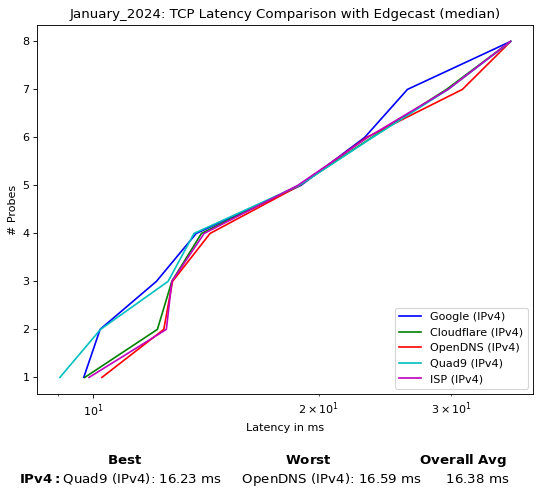 January_2024: TCP Latency Comparison with Edgecast (median)
8
7
6
5
4
3
2
1
# Probes
Google (IPv4)
Cloudflare (IPv4)
OpenDNS (IPv4)
Quad9 (IPv4)
ISP (IPv4)
10¹ 2 × 10¹ 3 × 10¹
Latency in ms
Best Worst Overall Avg
IPv4: Quad9 (IPv4): 16.23 ms OpenDNS (IPv4): 16.59 ms 16.38 ms